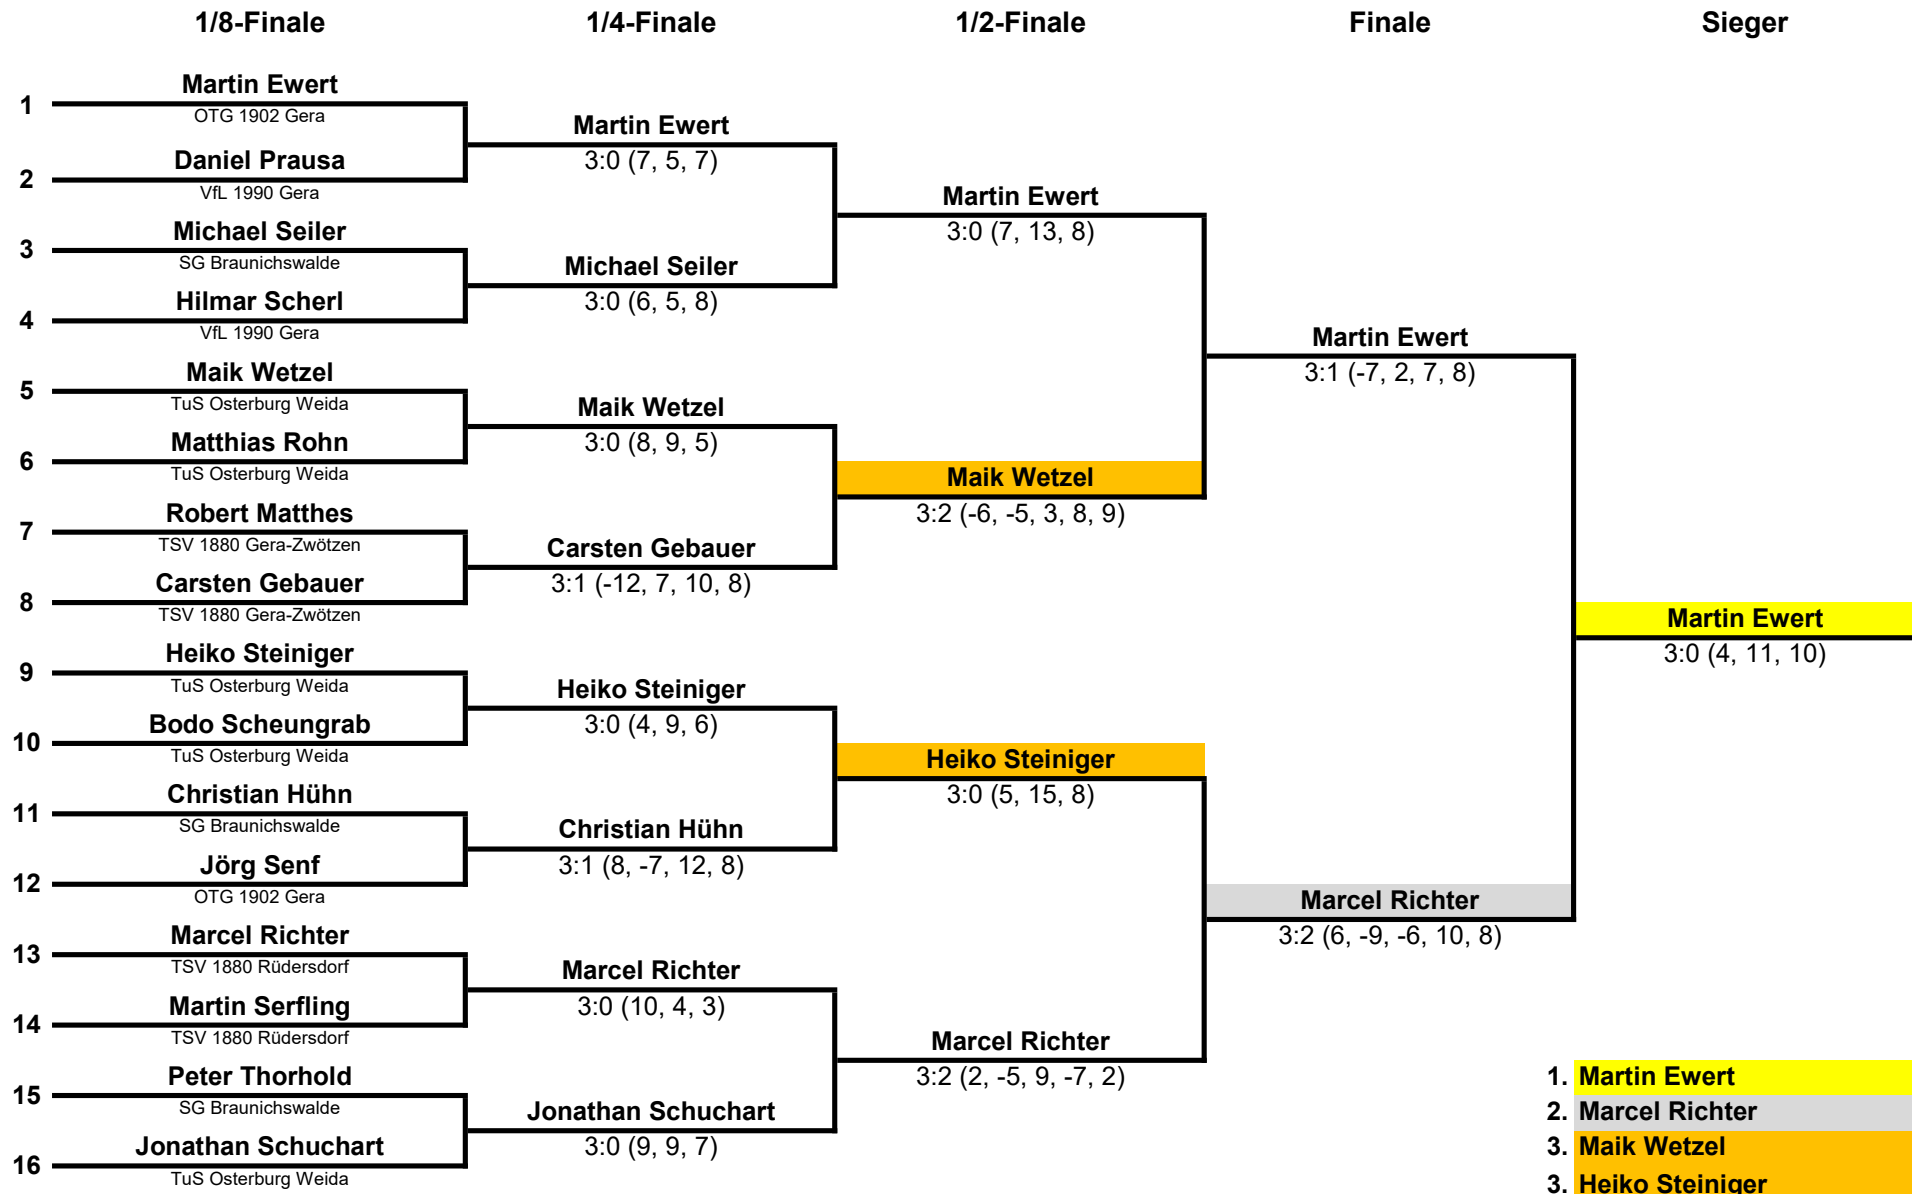 1/8-Finale 1/4-Finale 1/2-Finale Finale Sieger
Martin Ewert
1
OTG 1902 Gera
Daniel Prausa
2
VfL 1990 Gera
Michael Seiler
3
SG Braunichswalde
Hilmar Scherl
4
VfL 1990 Gera
Maik Wetzel
5
TuS Osterburg Weida
Matthias Rohn
6
TuS Osterburg Weida
Robert Matthes
7
TSV 1880 Gera-Zwötzen
Carsten Gebauer
8
TSV 1880 Gera-Zwötzen
Heiko Steiniger
9
TuS Osterburg Weida
Bodo Scheungrab
10
TuS Osterburg Weida
Christian Hühn
11
SG Braunichswalde
Jörg Senf
12
OTG 1902 Gera
Marcel Richter
13
TSV 1880 Rüdersdorf
Martin Serfling
14
TSV 1880 Rüdersdorf
Peter Thorhold
15
SG Braunichswalde
Jonathan Schuchart
16
TuS Osterburg Weida
Martin Ewert
3:0 (7, 5, 7)
Michael Seiler
3:0 (6, 5, 8)
Maik Wetzel
3:0 (8, 9, 5)
Carsten Gebauer
3:1 (-12, 7, 10, 8)
Heiko Steiniger
3:0 (4, 9, 6)
Christian Hühn
3:1 (8, -7, 12, 8)
Marcel Richter
3:0 (10, 4, 3)
Jonathan Schuchart
3:0 (9, 9, 7)
Martin Ewert
3:0 (7, 13, 8)
Maik Wetzel
3:2 (-6, -5, 3, 8, 9)
Heiko Steiniger
3:0 (5, 15, 8)
Marcel Richter
3:2 (2, -5, 9, -7, 2)
Martin Ewert
3:1 (-7, 2, 7, 8)
Marcel Richter
3:2 (6, -9, -6, 10, 8)
Martin Ewert
3:0 (4, 11, 10)
1. Martin Ewert
2. Marcel Richter
3. Maik Wetzel
3. Heiko Steiniger